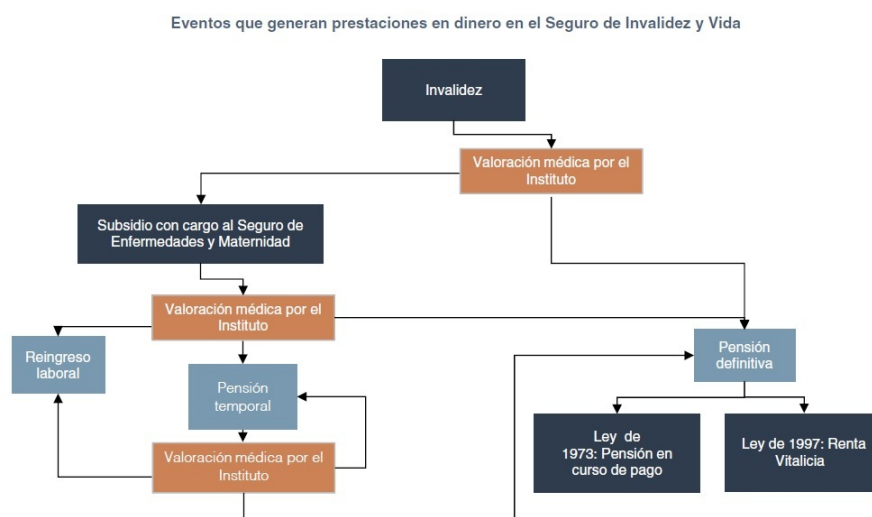 Eventos que generan prestaciones en dinero en el Seguro de Invalidez y Vida
Invalidez
Valoración médica por el
Instituto
Subsidio con cargo al Seguro de
Enfermedades y Maternidad
Valoración médica por el
Instituto
Reingreso
laboral
Pensión
temporal
Pensión
definitiva
Valoración médica por el
Instituto
Ley de
1973: Pensión en
curso de pago
Ley de 1997: Renta
Vitalicia